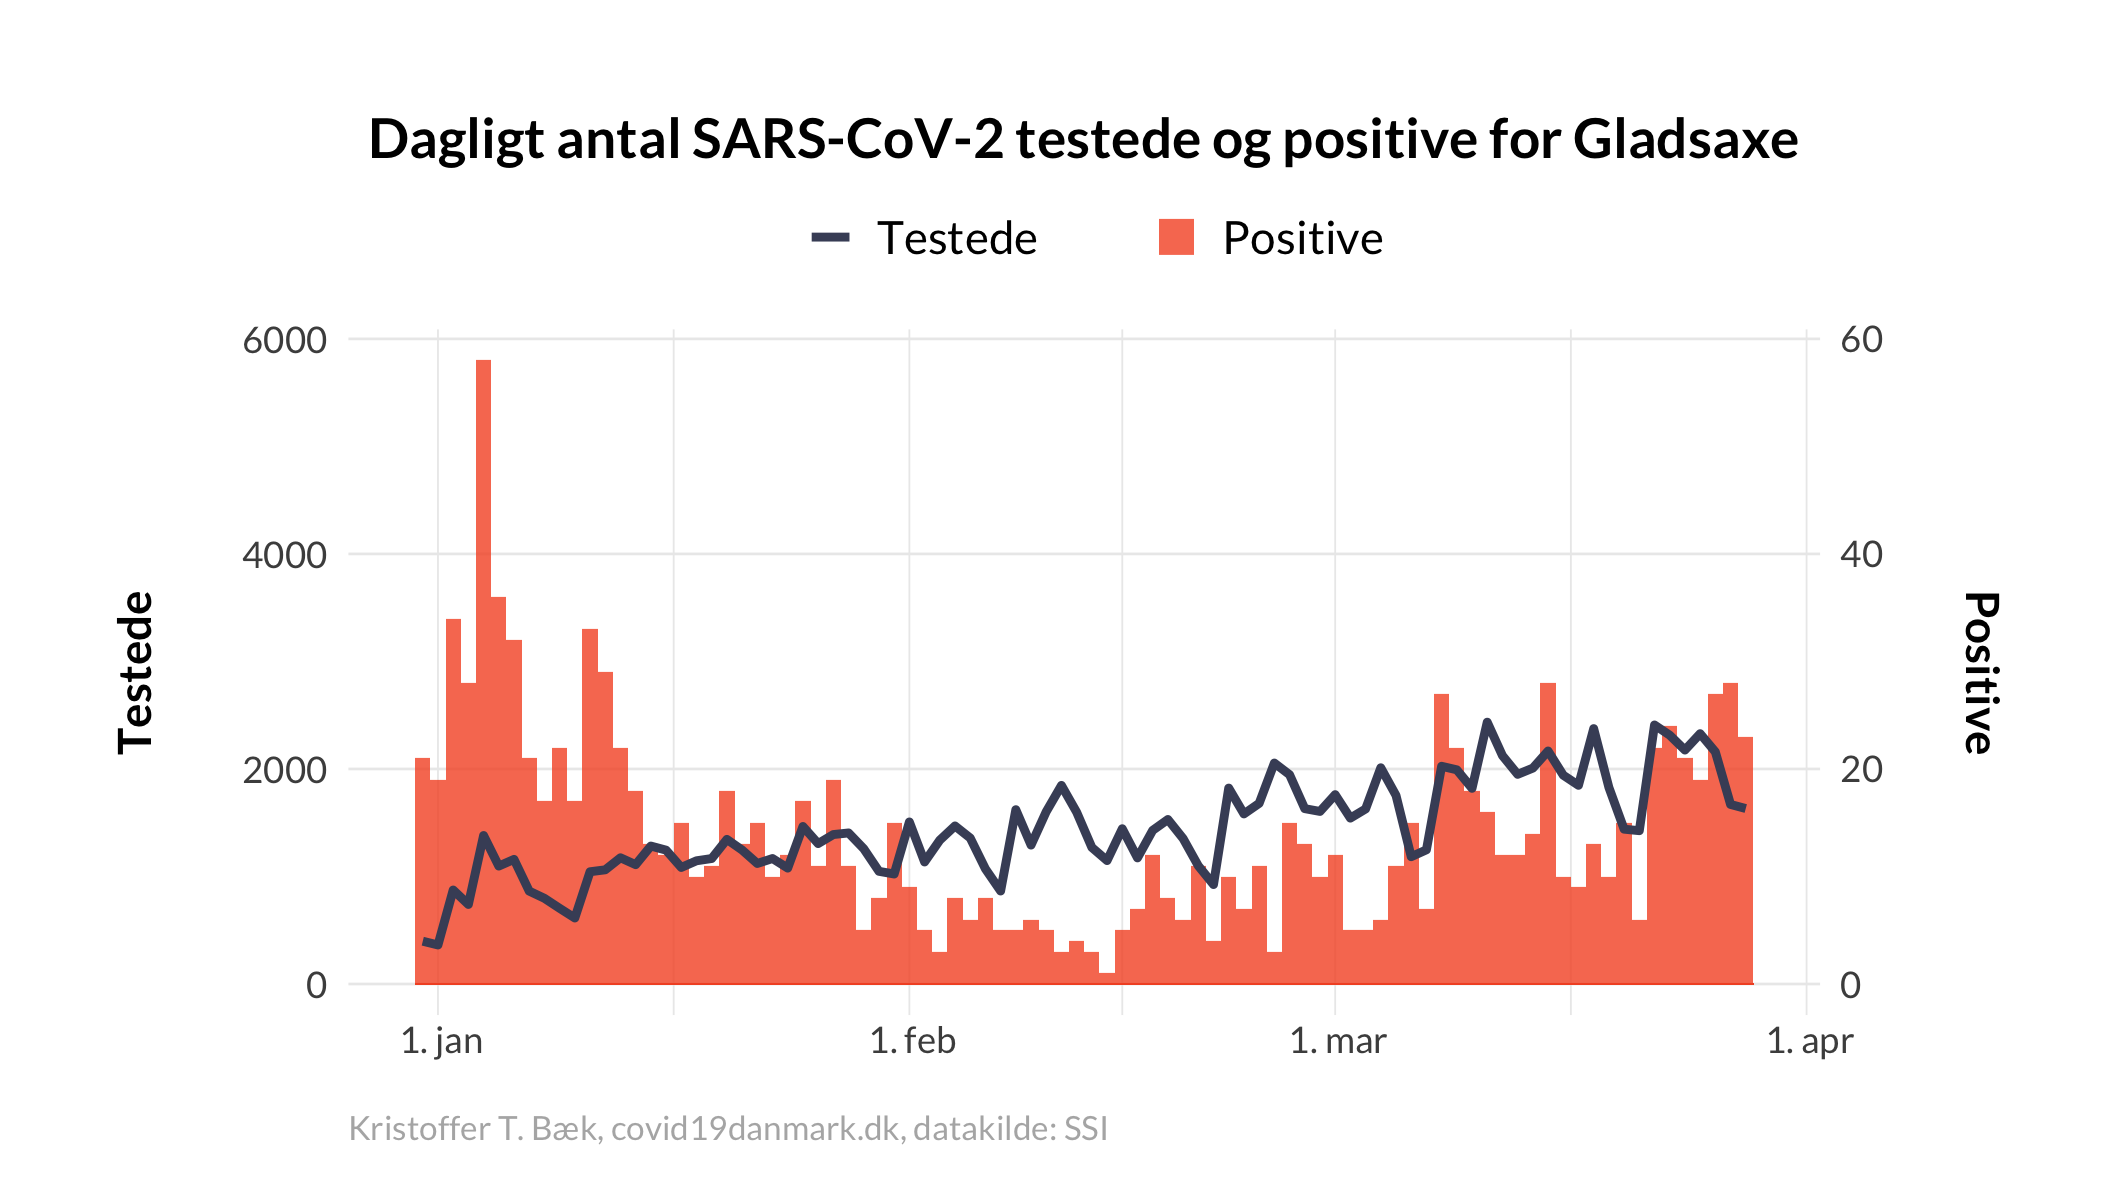 Dagligt antal SARS-CoV-2 testede og positive for Gladsaxe
Testede
Positive
6000
4000
2000
0
Testede
60
40
20
0
Positive
1. jan
1. feb
1. mar
1. apr
Kristoffer T. Bæk, covid19danmark.dk, datakilde: SSI